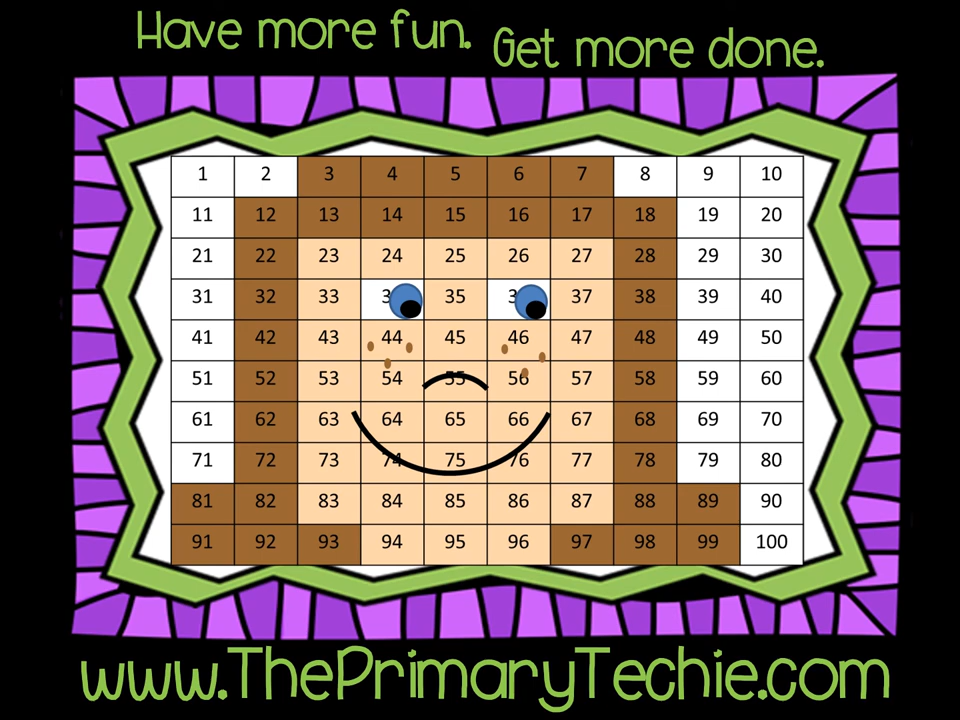 Have more fun. Get more done.
1 2 3 4 5 6 7 8 9 10
11 12 13 14 15 16 17 18 19 20
21 22 23 24 25 26 27 28 29 30
31 32 33 35 37 38 39 40
41 42 43 44 45 46 47 48 49 50
51 52 53 54 55 56 57 58 59 60
61 62 63 64 65 66 67 68 69 70
71 72 73 74 75 76 77 78 79 80
81 82 83 84 85 86 87 88 89 90
91 92 93 94 95 96 97 98 99 100
www.ThePrimaryTechie.com